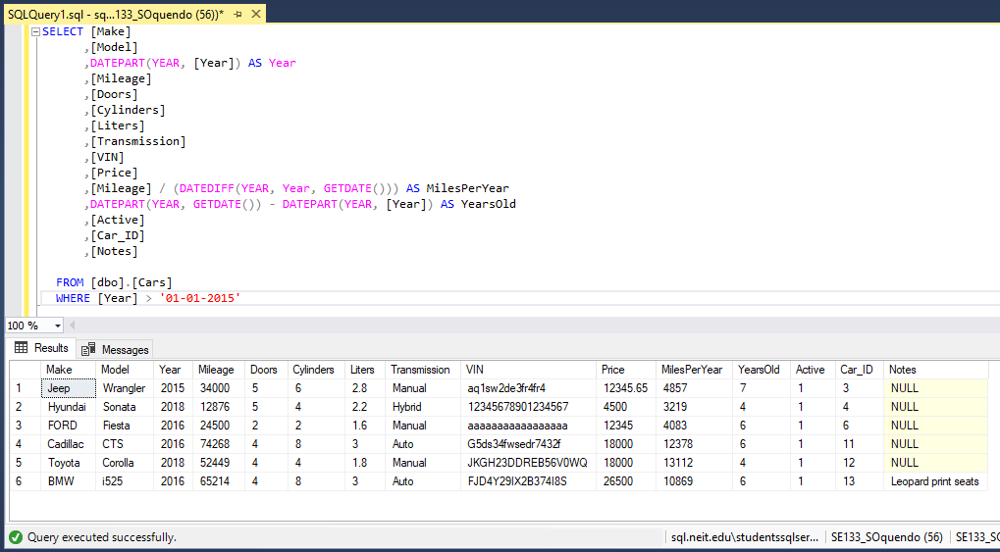 SQLQuery1.sql - sq...133_SOquendo (56))*
SELECT [Make]
,[Model]
,DATEPART(YEAR, [Year]) AS Year
,[Mileage]
,[Doors]
,[Cylinders]
,[Liters]
,[Transmission]
,[VIN]
,[Price]
,[Mileage] / (DATEDIFF(YEAR, Year, GETDATE())) AS MilesPerYear
,DATEPART(YEAR, GETDATE()) - DATEPART(YEAR, [Year]) AS YearsOld
,[Active]
,[Car_ID]
,[Notes]
FROM [dbo].[Cars]
WHERE [Year] > '01-01-2015'
100 %
Results Messages
Make Model Year Mileage Doors Cylinders Liters Transmission VIN Price MilesPerYear YearsOld Active Car_ID Notes
1 Jeep Wrangler 2015 34000 5 6 2.8 Manual aq1sw2de3fr4fr4 12345.65 4857 7 1 3 NULL
2 Hyundai Sonata 2018 12876 5 4 2.2 Hybrid 12345678901234567 4500 3219 4 1 4 NULL
3 FORD Fiesta 2016 24500 2 2 1.6 Manual aaaaaaaaaaaaaaaaa 12345 4083 6 1 6 NULL
4 Cadillac CTS 2016 74268 4 8 3 Auto G5ds34fwsedr7432f 18000 12378 6 1 11 NULL
5 Toyota Corolla 2018 52449 4 4 1.8 Manual JKGH23DDREB56V0WQ 18000 13112 4 1 12 NULL
6 BMW i525 2016 65214 4 8 3 Auto FJD4Y29IX2B374I8S 26500 10869 6 1 13 Leopard print seats
Query executed successfully. sql.neit.edu\studentssqlser... SE133_SOquendo (56) SE133_SO